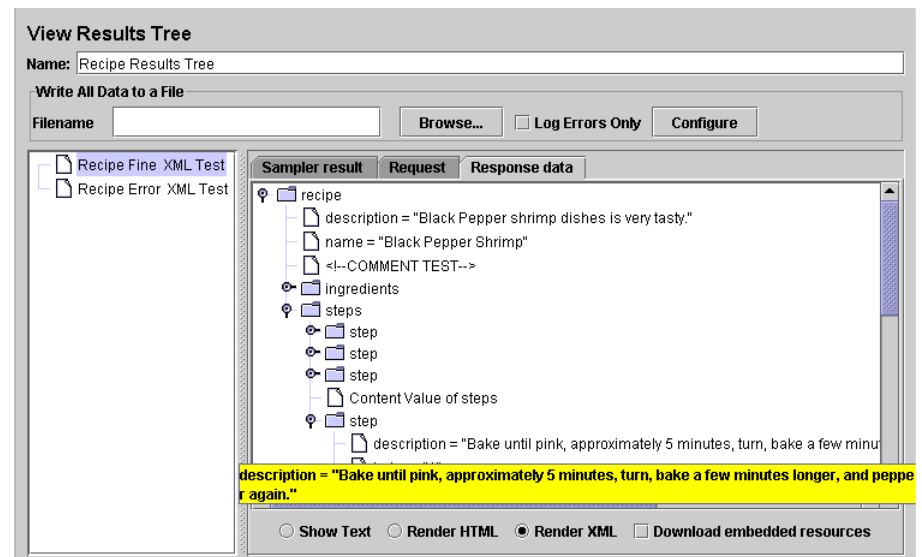 View Results Tree
Name: Recipe Results Tree
Write All Data to a File
Filename Browse... Log Errors Only Configure
Recipe Fine XML Test
Recipe Error XML Test
Sampler result Request Response data
recipe
description = "Black Pepper shrimp dishes is very tasty."
name = "Black Pepper Shrimp"
<!--COMMENT TEST-->
ingredients
steps
step
step
step
Content Value of steps
step
description = "Bake until pink, approximately 5 minutes, turn, bake a few minu
description = "Bake until pink, approximately 5 minutes, turn, bake a few minutes longer, and peppe
r again."
Show Text Render HTML Render XML Download embedded resources